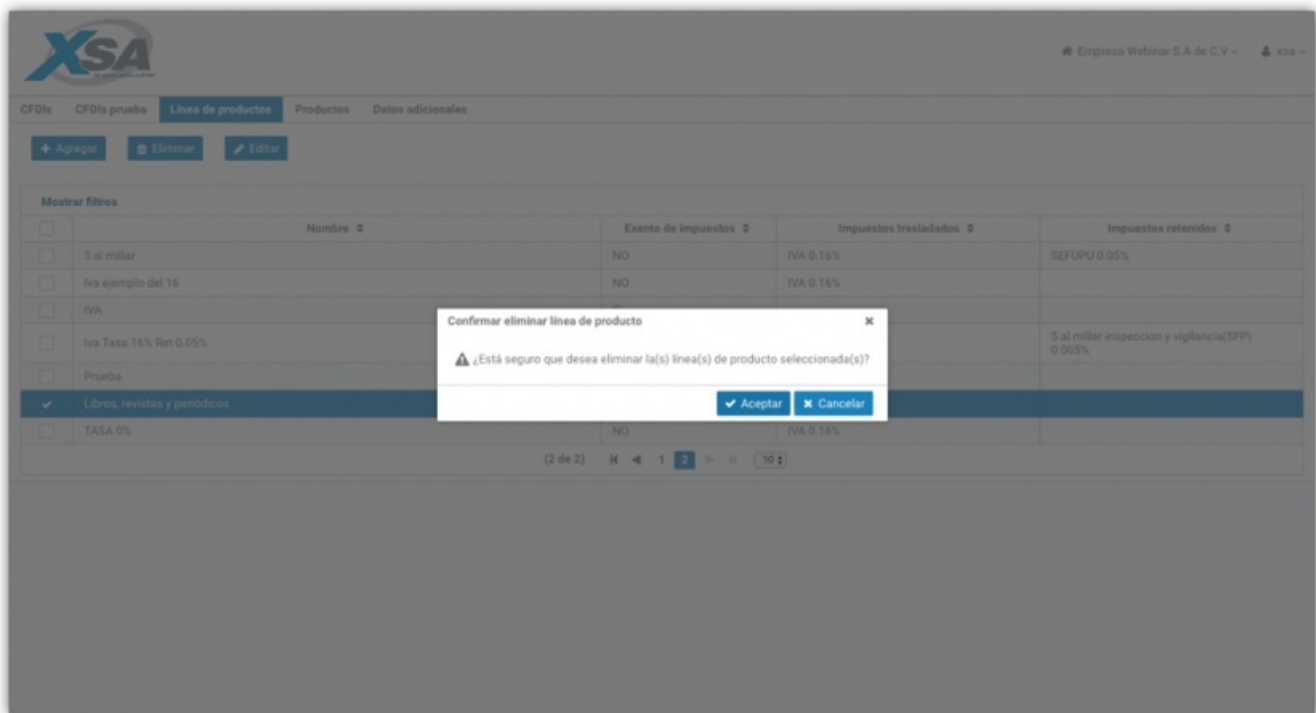 XSA
Empresa Webinar S.A de C.V
xsa
CFDIs CFDIs prueba Línea de productos Productos Datos adicionales
Agregar Eliminar Editar
Mostrar filtros
Nombre Exento de impuestos Impuestos trasladados Impuestos retenidos
5 al millar NO IVA 0.16% SEFUPU 0.05%
Iva ejemplo del 16 NO IVA 0.16%
IVA
Iva Tasa 16% Ret 0.05% 5 al millar inspeccion y vigilancia(SFP) 0.005%
Prueba
Libros, revistas y periódicos
TASA 0% NO IVA 0.16%
(2 de 2) 1 2 10
Confirmar eliminar línea de producto
¿Está seguro que desea eliminar la(s) línea(s) de producto seleccionada(s)?
Aceptar Cancelar